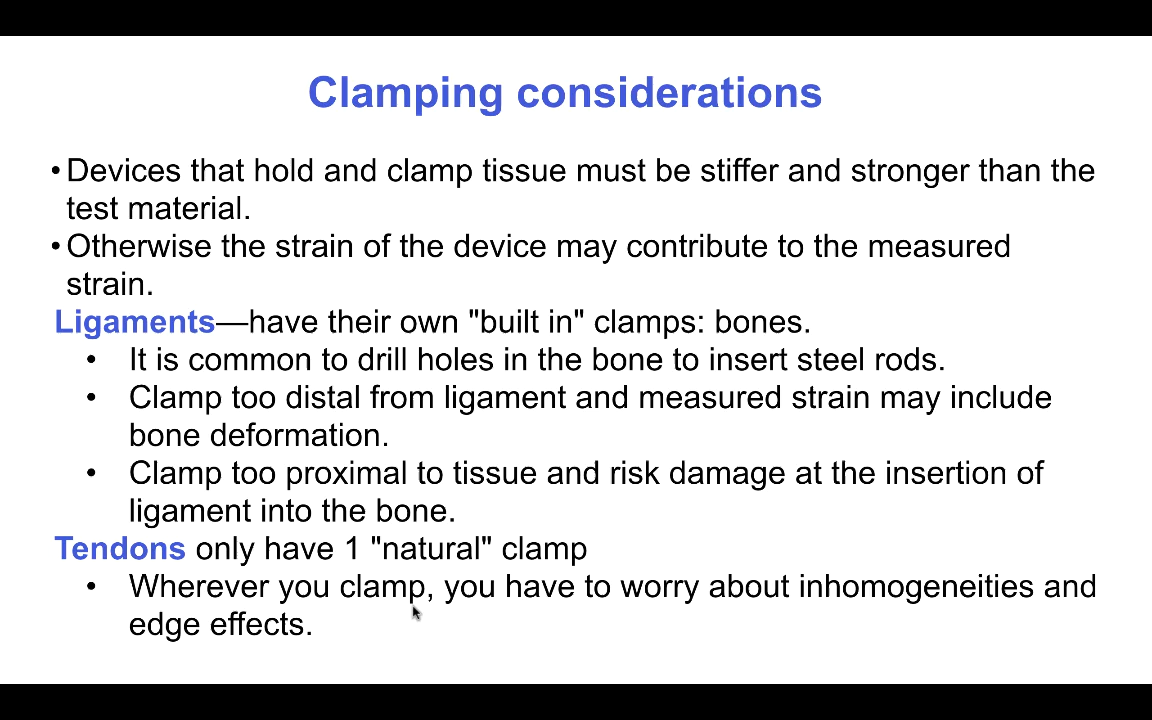 Clamping considerations
•Devices that hold and clamp tissue must be stiffer and stronger than the
test material.
•Otherwise the strain of the device may contribute to the measured
strain.
Ligaments—have their own "built in" clamps: bones.
• It is common to drill holes in the bone to insert steel rods.
• Clamp too distal from ligament and measured strain may include
bone deformation.
• Clamp too proximal to tissue and risk damage at the insertion of
ligament into the bone.
Tendons only have 1 "natural" clamp
• Wherever you clamp, you have to worry about inhomogeneities and
edge effects.